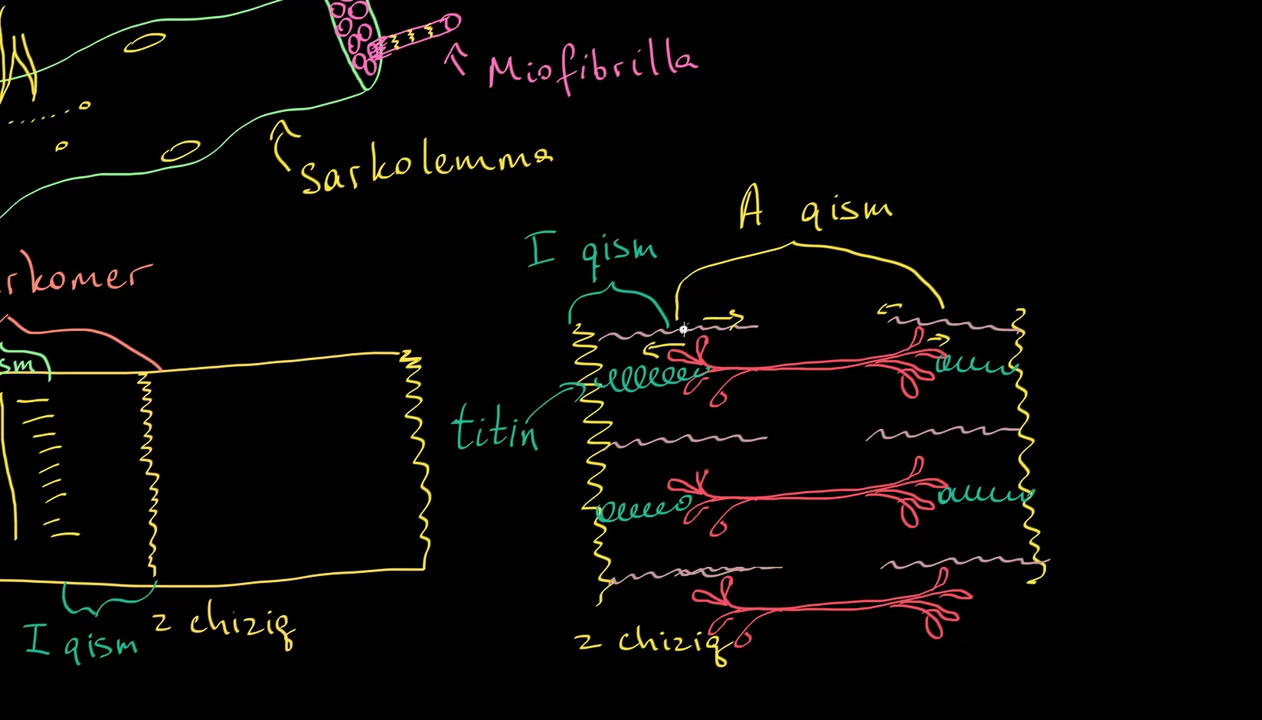 Miofibrilla
Sarkolemma
A qism
I qism
rkomer
sm
titin
I qism
z chiziq
z chiziq